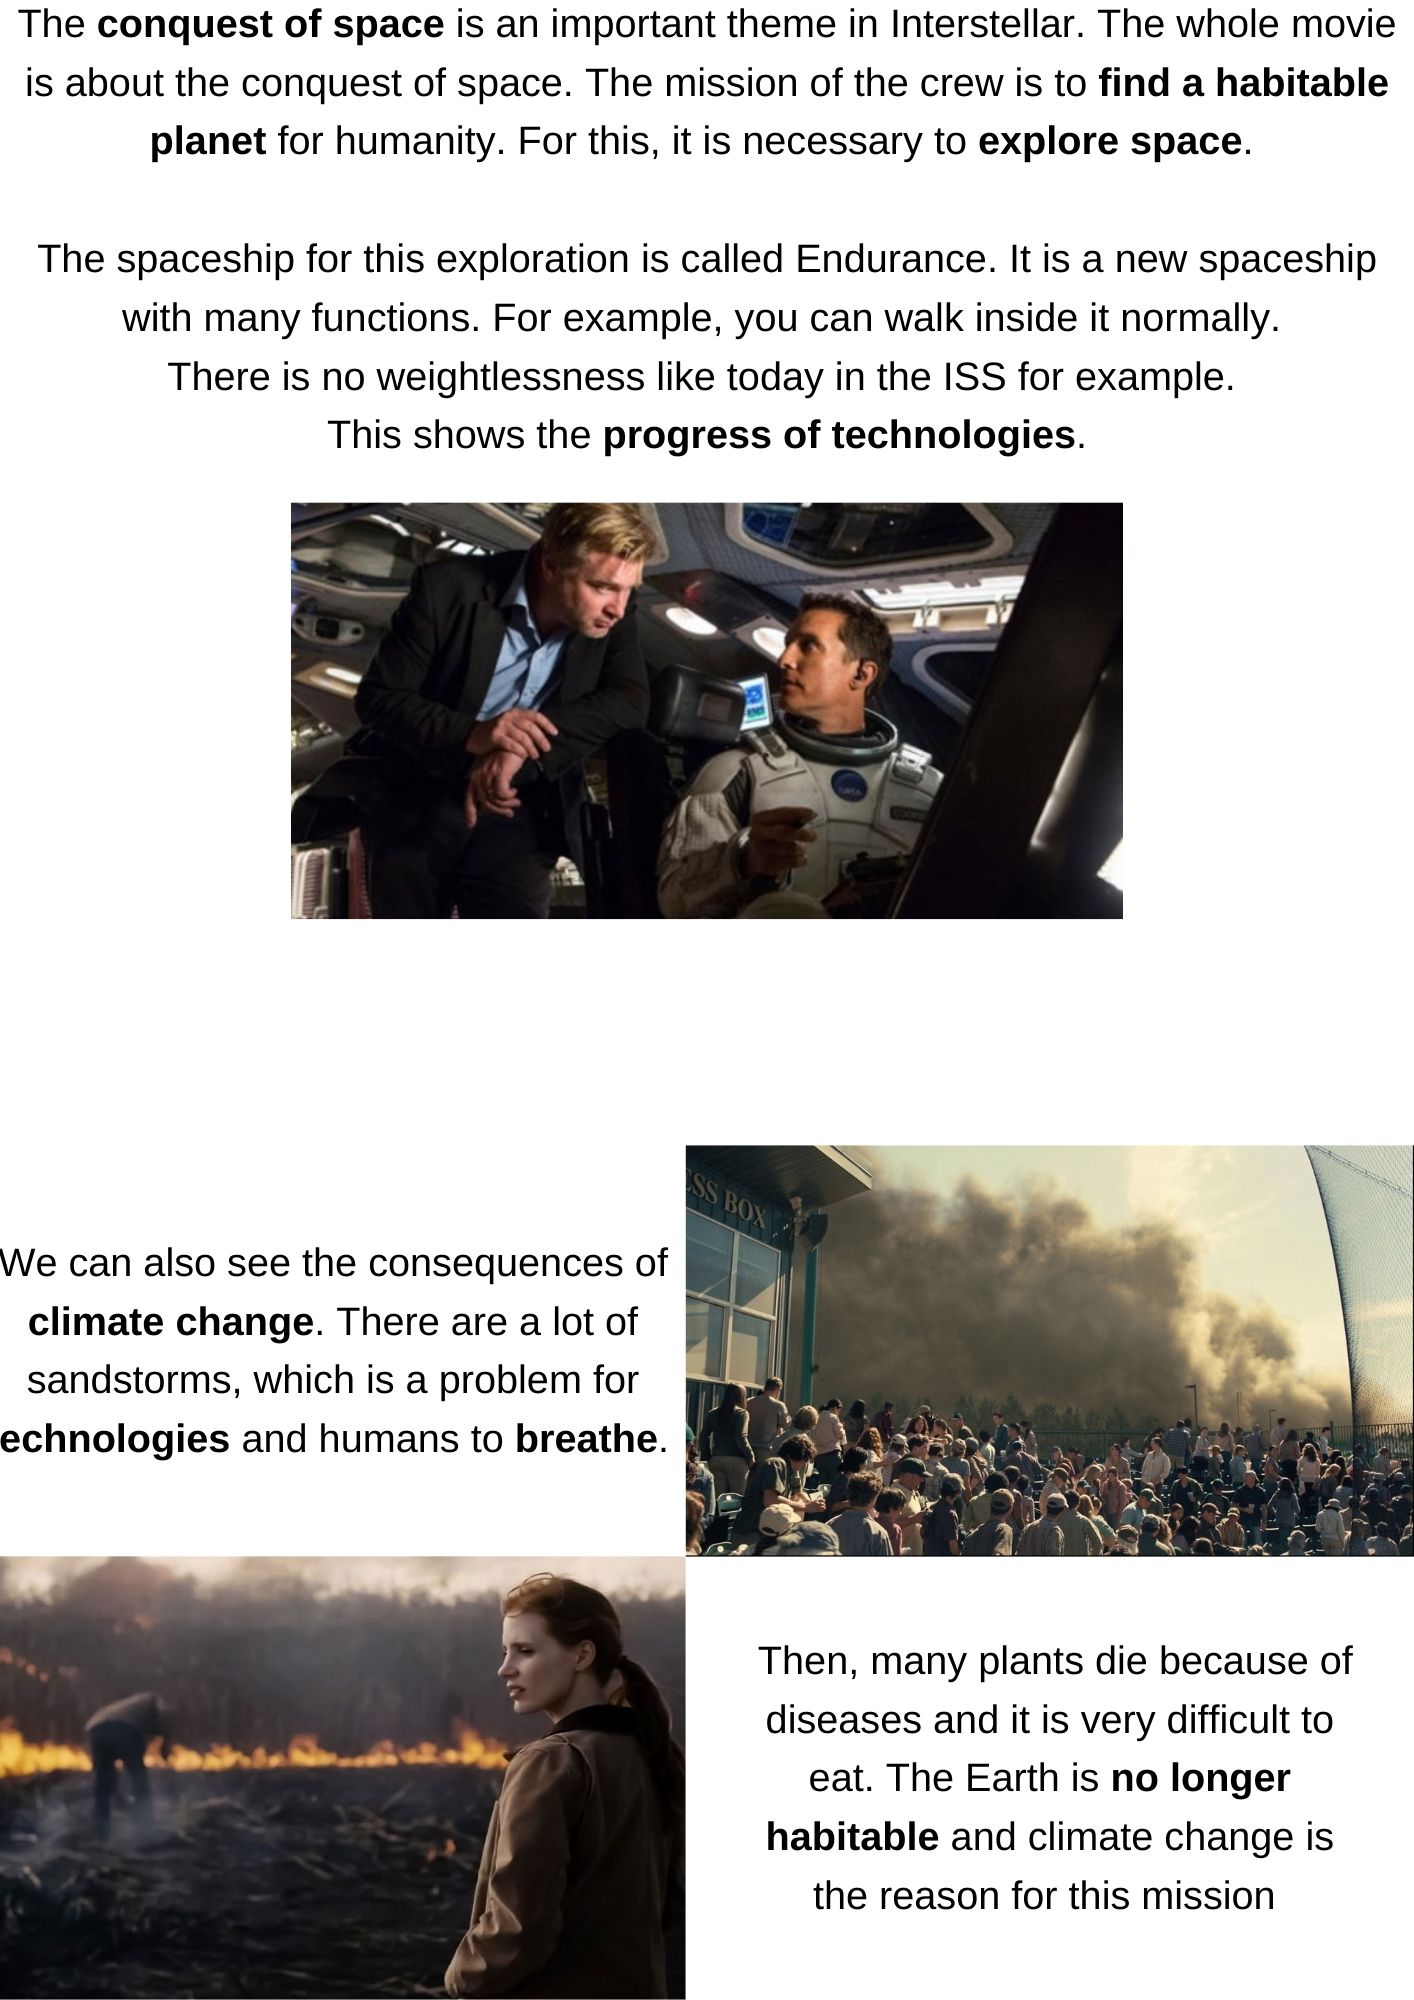 The conquest of space is an important theme in Interstellar. The whole movie
is about the conquest of space. The mission of the crew is to find a habitable
planet for humanity. For this, it is necessary to explore space.
The spaceship for this exploration is called Endurance. It is a new spaceship
with many functions. For example, you can walk inside it normally.
There is no weightlessness like today in the ISS for example.
This shows the progress of technologies.
NASA
COOPER
ESS BOX
We can also see the consequences of
climate change. There are a lot of
sandstorms, which is a problem for
echnologies and humans to breathe.
Then, many plants die because of
diseases and it is very difficult to
eat. The Earth is no longer
habitable and climate change is
the reason for this mission